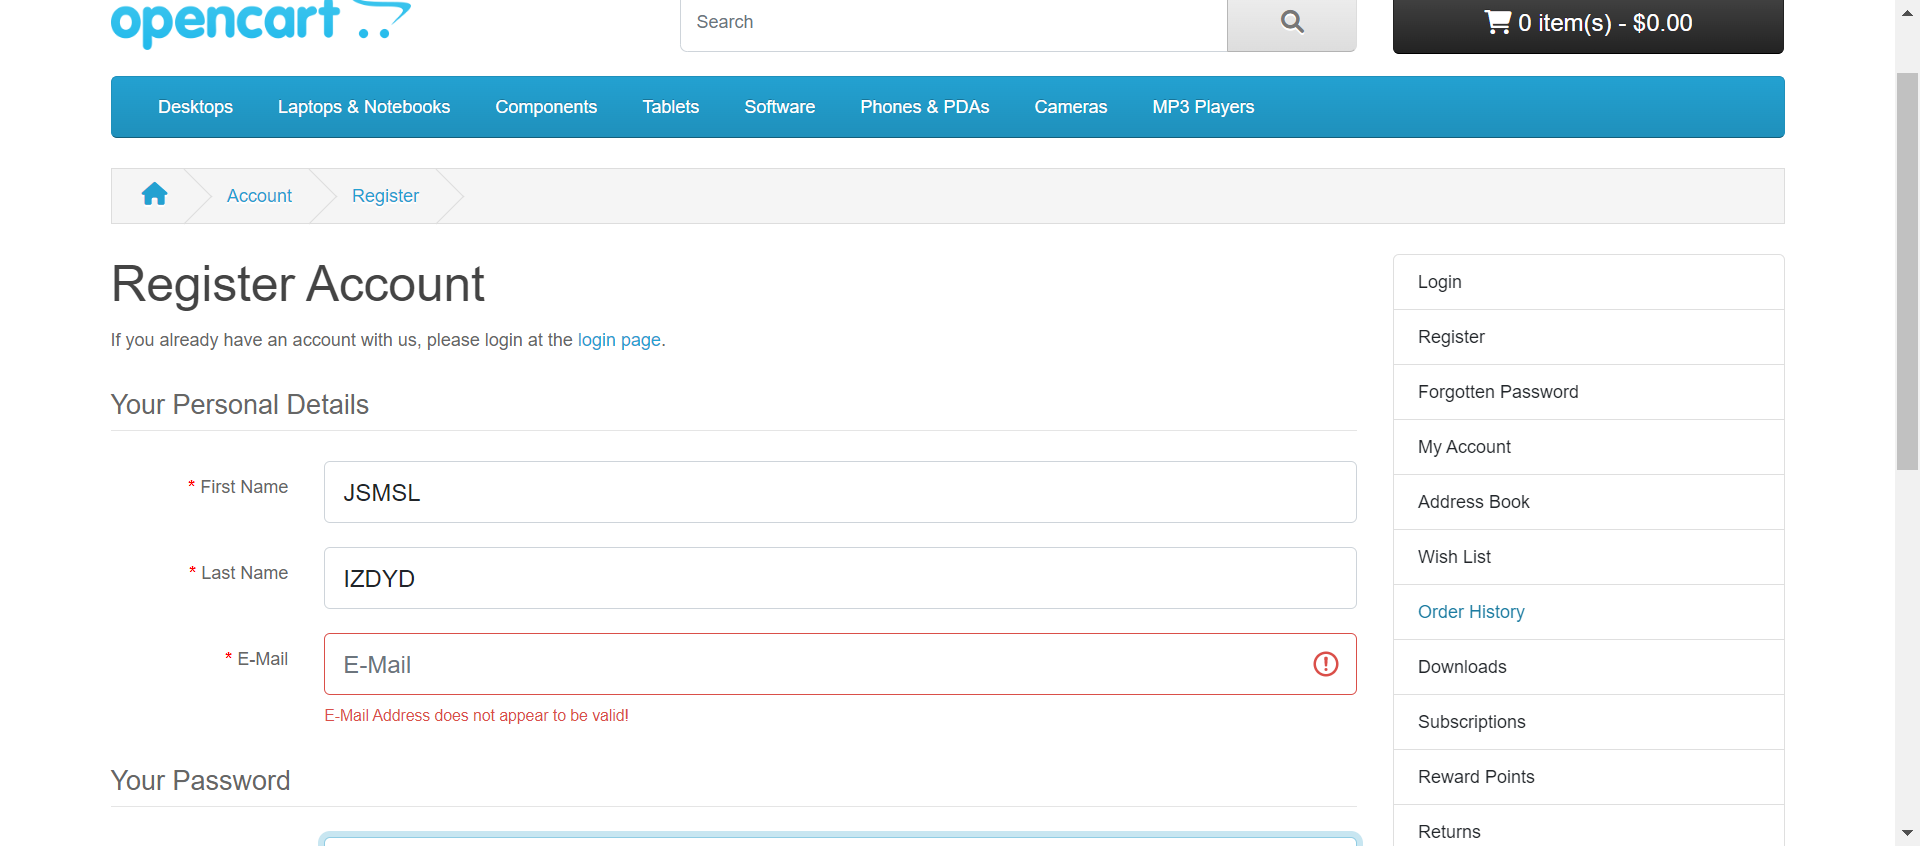 opencart
Search
0 item(s) - $0.00
Desktops
Laptops & Notebooks
Components
Tablets
Software
Phones & PDAs
Cameras
MP3 Players
Account
Register
Register Account
If you already have an account with us, please login at the login page.
Your Personal Details
* First Name
JSMSL
* Last Name
IZDYD
* E-Mail
E-Mail
E-Mail Address does not appear to be valid!
Your Password
Login
Register
Forgotten Password
My Account
Address Book
Wish List
Order History
Downloads
Subscriptions
Reward Points
Returns